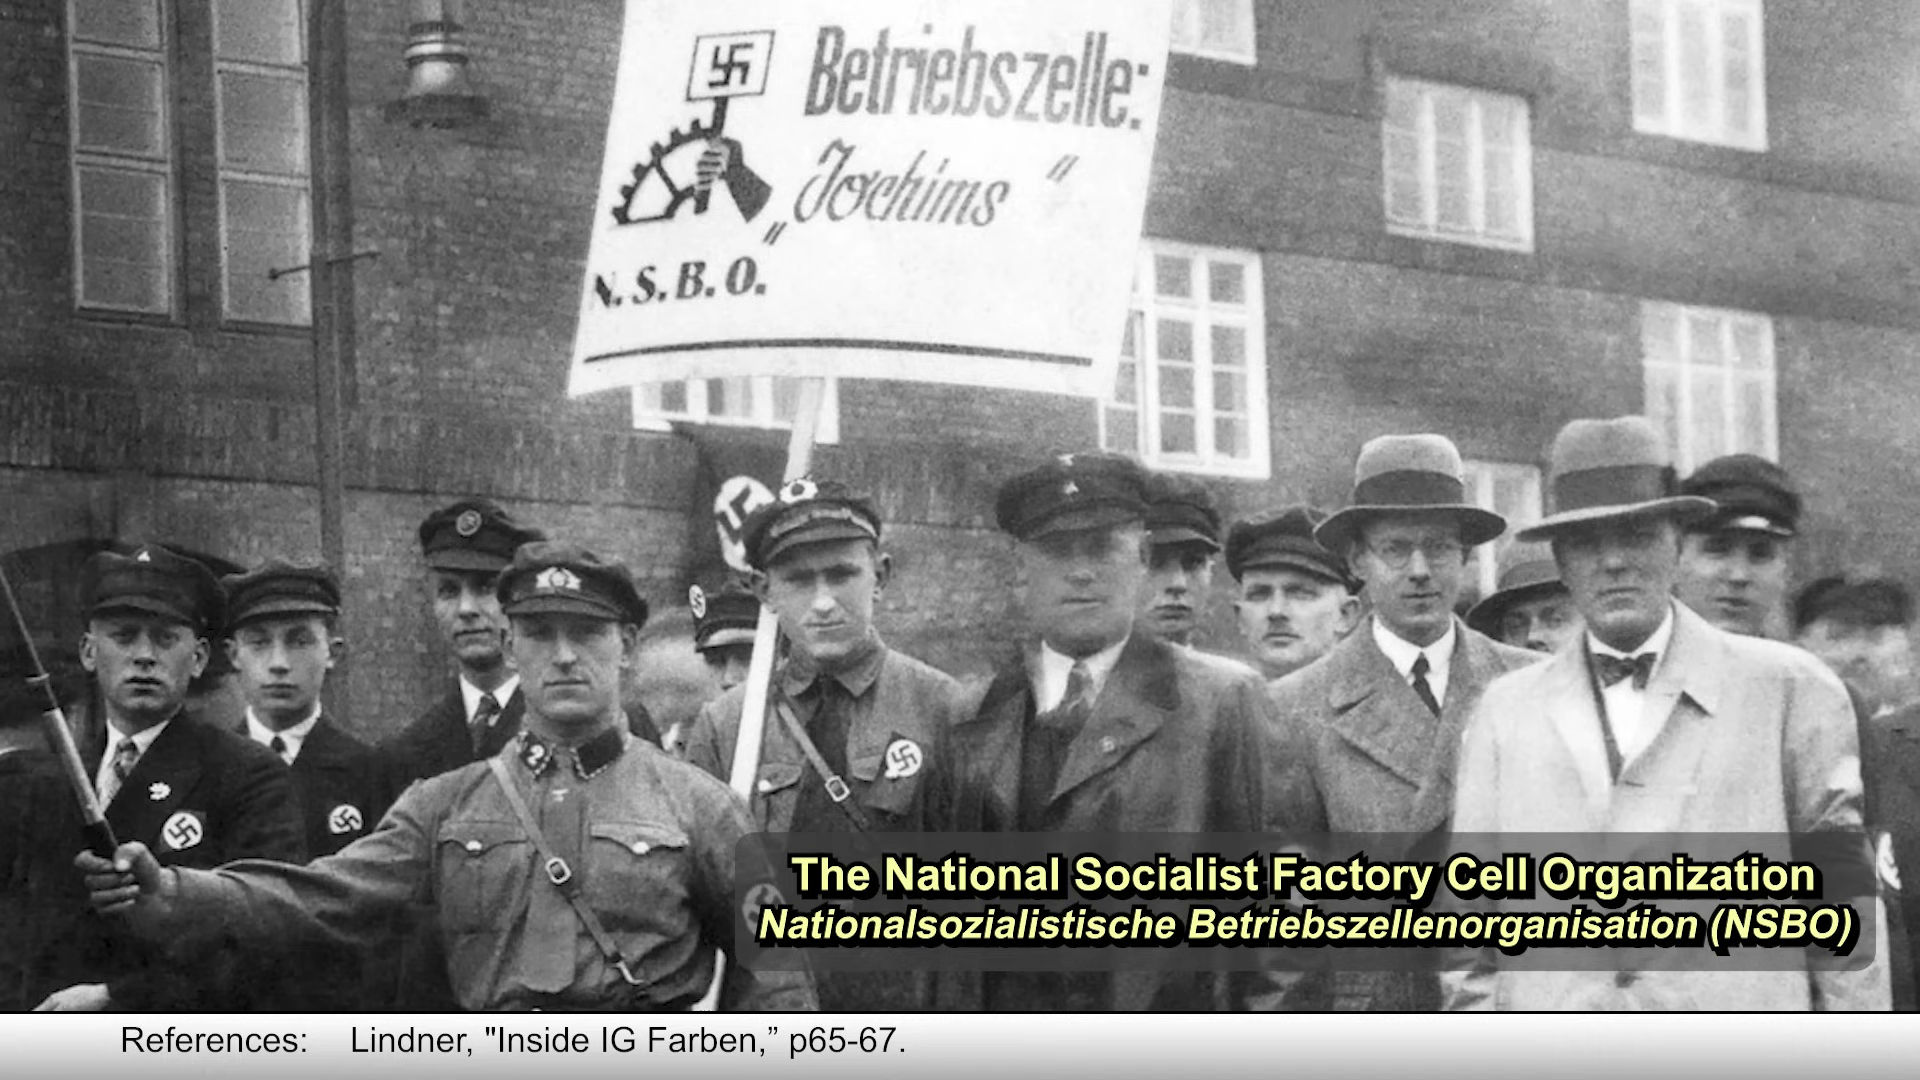 Betriebszelle:
„Jochims"
N.S.B.O.
The National Socialist Factory Cell Organization
Nationalsozialistische Betriebszellenorganisation (NSBO)
References: Lindner, "Inside IG Farben,” p65-67.